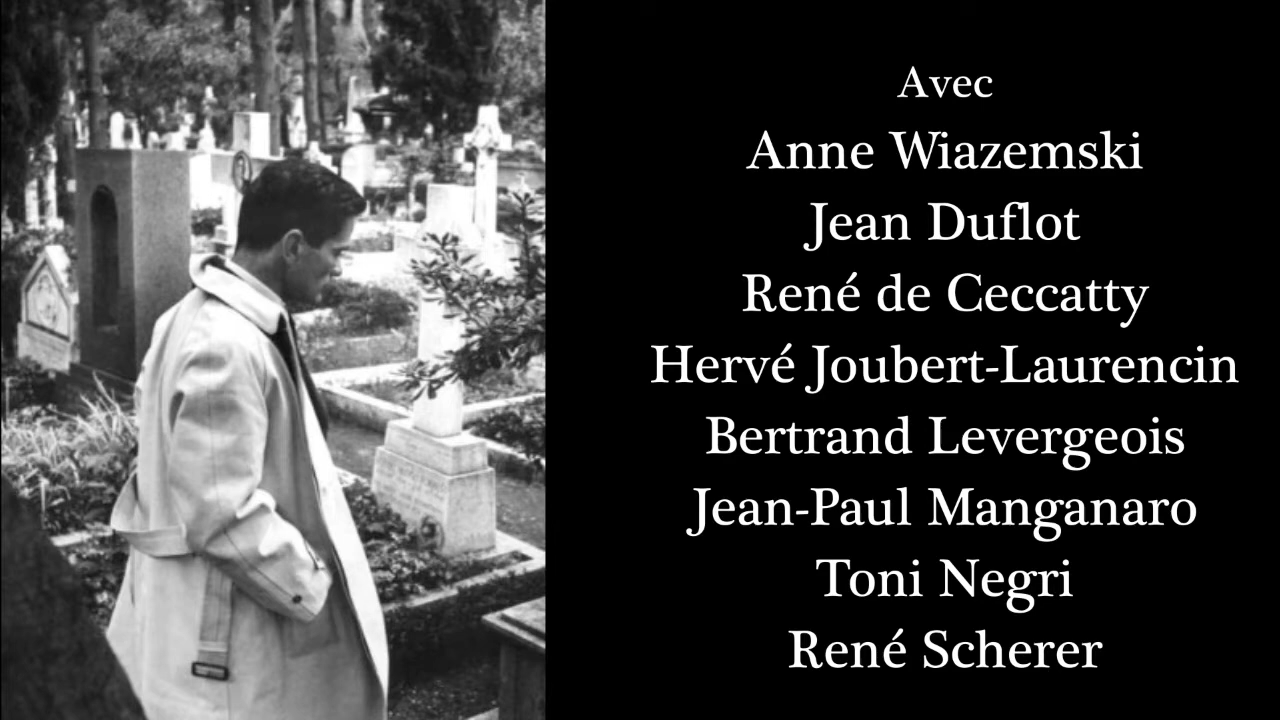 Avec
Anne Wiazemski
Jean Duflot
René de Ceccatty
Hervé Joubert-Laurencin
Bertrand Levergeois
Jean-Paul Manganaro
Toni Negri
René Scherer